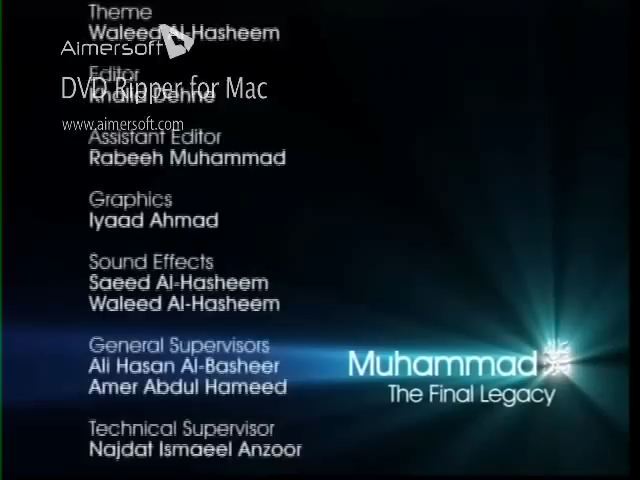 Theme
Waleed Al-Hasheem
Aimersoft
Editor
DVD Ripper for Mac
Khalid Dehne
www.aimersoft.com
Assistant Editor
Rabeeh Muhammad
Graphics
Iyaad Ahmad
Sound Effects
Saeed Al-Hasheem
Waleed Al-Hasheem
General Supervisors
Ali Hasan Al-Basheer
Amer Abdul Hameed
Technical Supervisor
Najdat Ismaeel Anzoor
Muhammad
The Final Legacy